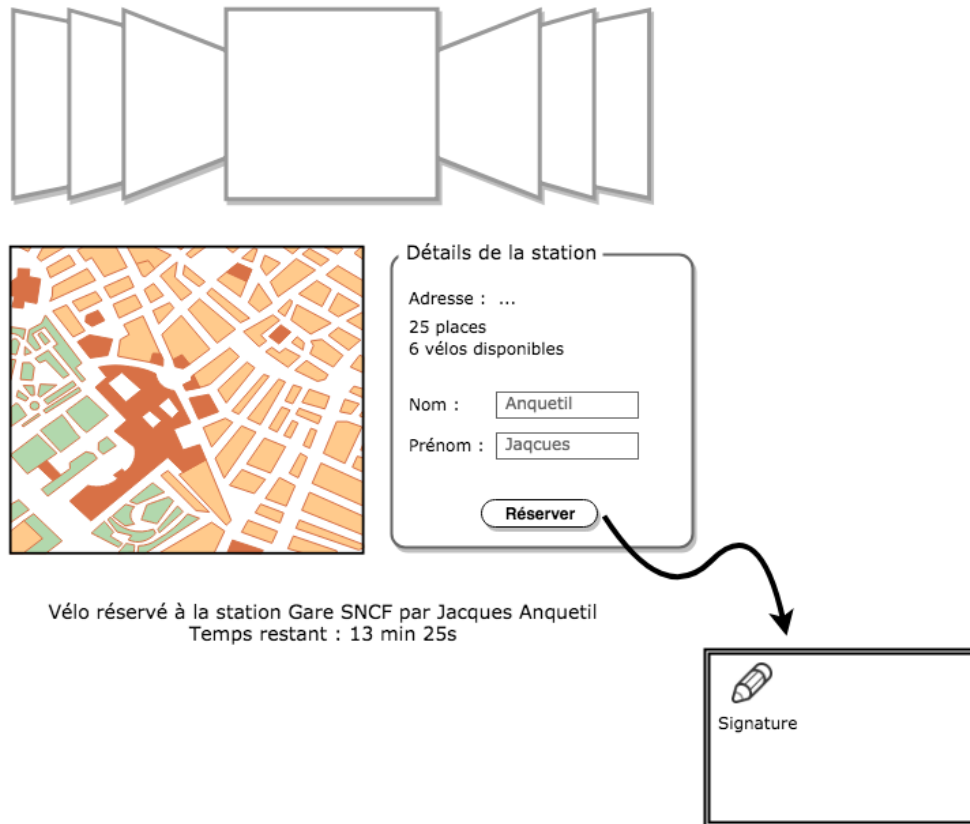 Détails de la station
Adresse : ...
25 places
6 vélos disponibles
Nom : Anquetil
Prénom : Jaqcues
Réserver
Vélo réservé à la station Gare SNCF par Jacques Anquetil
Temps restant : 13 min 25s
Signature